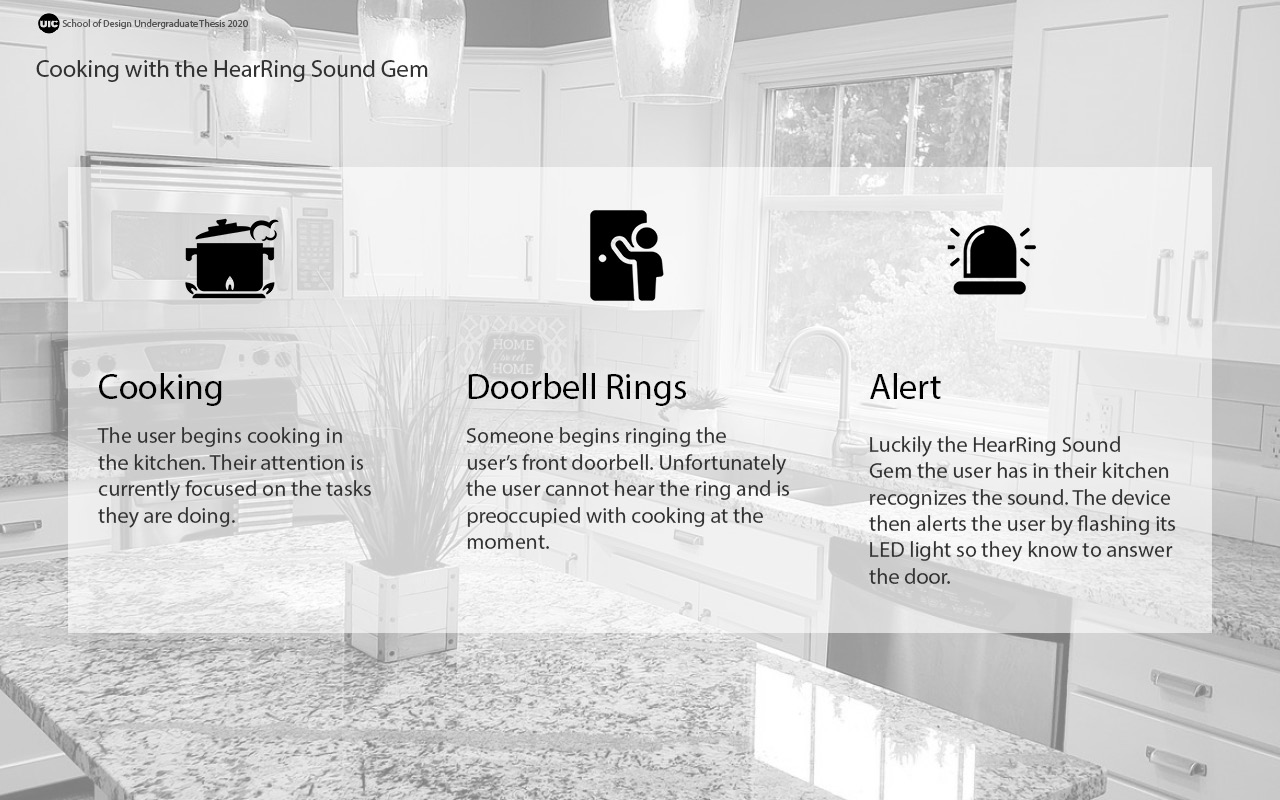 UIC School of Design Undergraduate Thesis 2020
Cooking with the HearRing Sound Gem
HOME
sweet
HOME
Cooking
The user begins cooking in
the kitchen. Their attention is
currently focused on the tasks
they are doing.
Doorbell Rings
Someone begins ringing the
user's front doorbell. Unfortunately
the user cannot hear the ring and is
preoccupied with cooking at the
moment.
Alert
Luckily the HearRing Sound
Gem the user has in their kitchen
recognizes the sound. The device
then alerts the user by flashing its
LED light so they know to answer
the door.